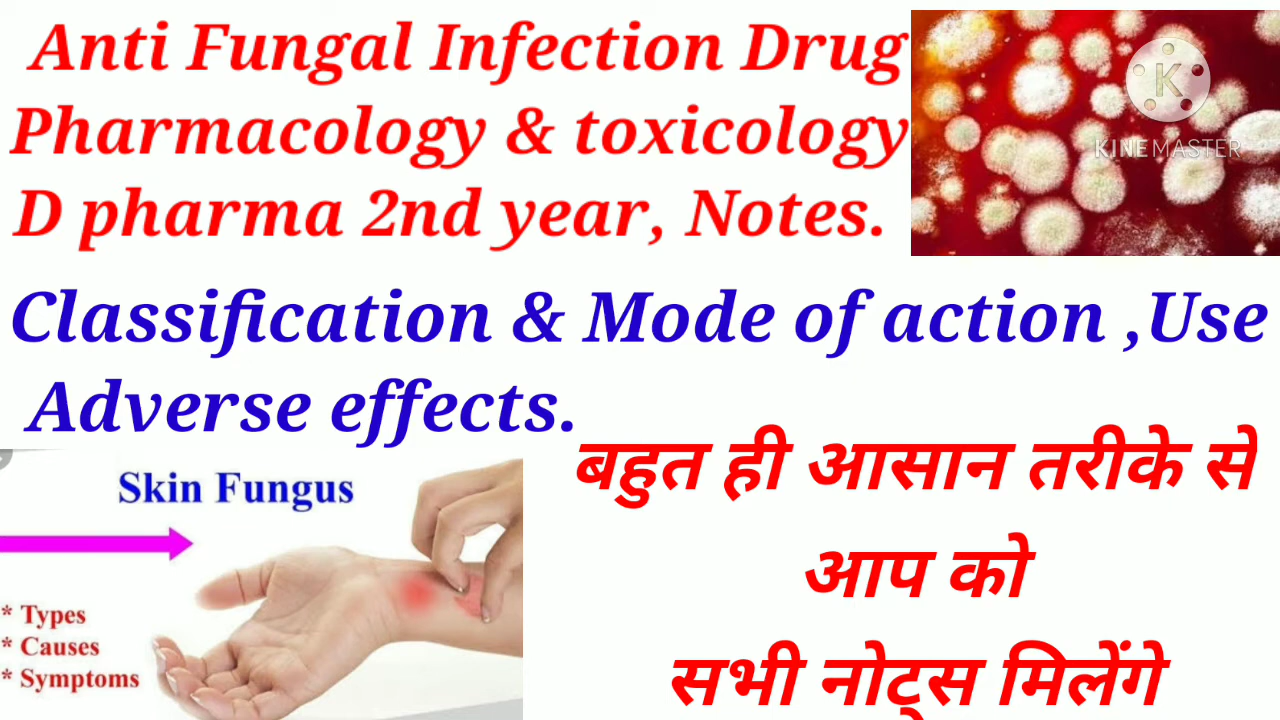 Anti Fungal Infection Drug
Pharmacology & toxicology
D pharma 2nd year, Notes.
K
KINEMASTER
Classification & Mode of action ,Use
Adverse effects.
बहुत ही आसान तरीके से
आप को
सभी नोट्स मिलेंगे
Skin Fungus
* Types
* Causes
* Symptoms